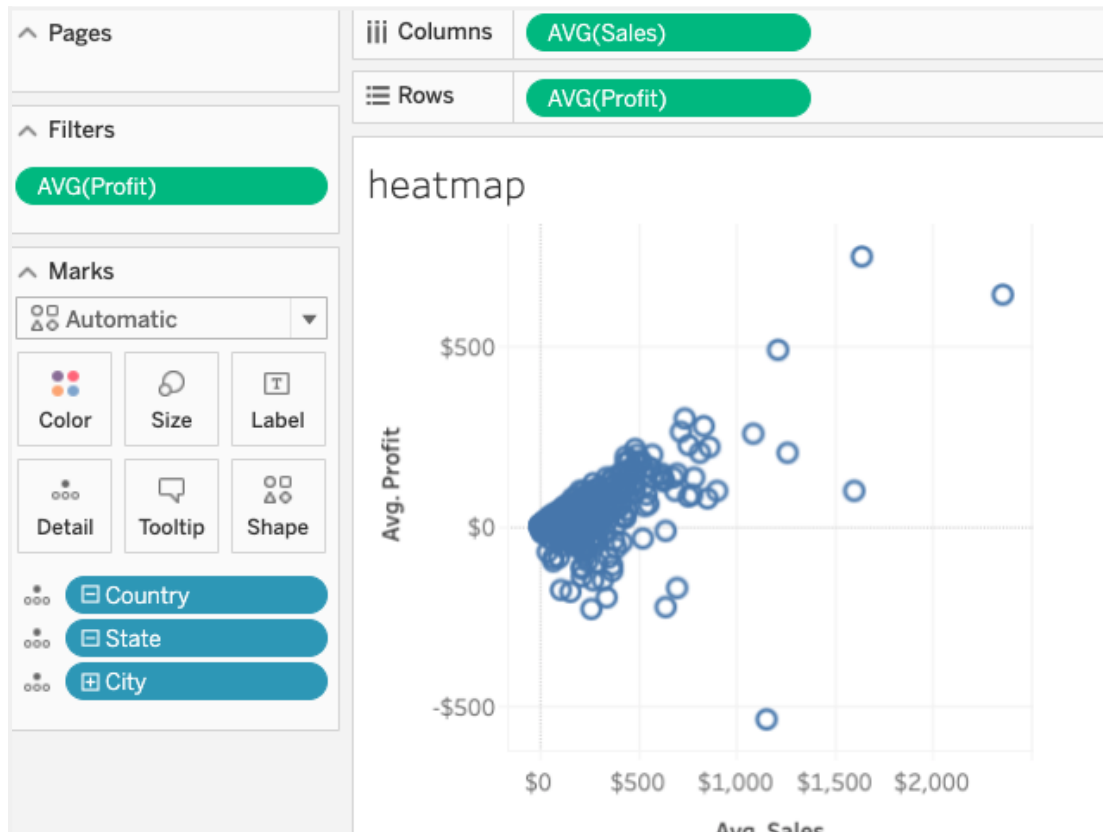 Pages
Columns
AVG(Sales)
Rows
AVG(Profit)
Filters
AVG(Profit)
Marks
Automatic
Color
Size
Label
Detail
Tooltip
Shape
Country
State
City
heatmap
Avg. Profit
$500
$0
-$500
$0
$500
$1,000
$1,500
$2,000
Avg. Sales